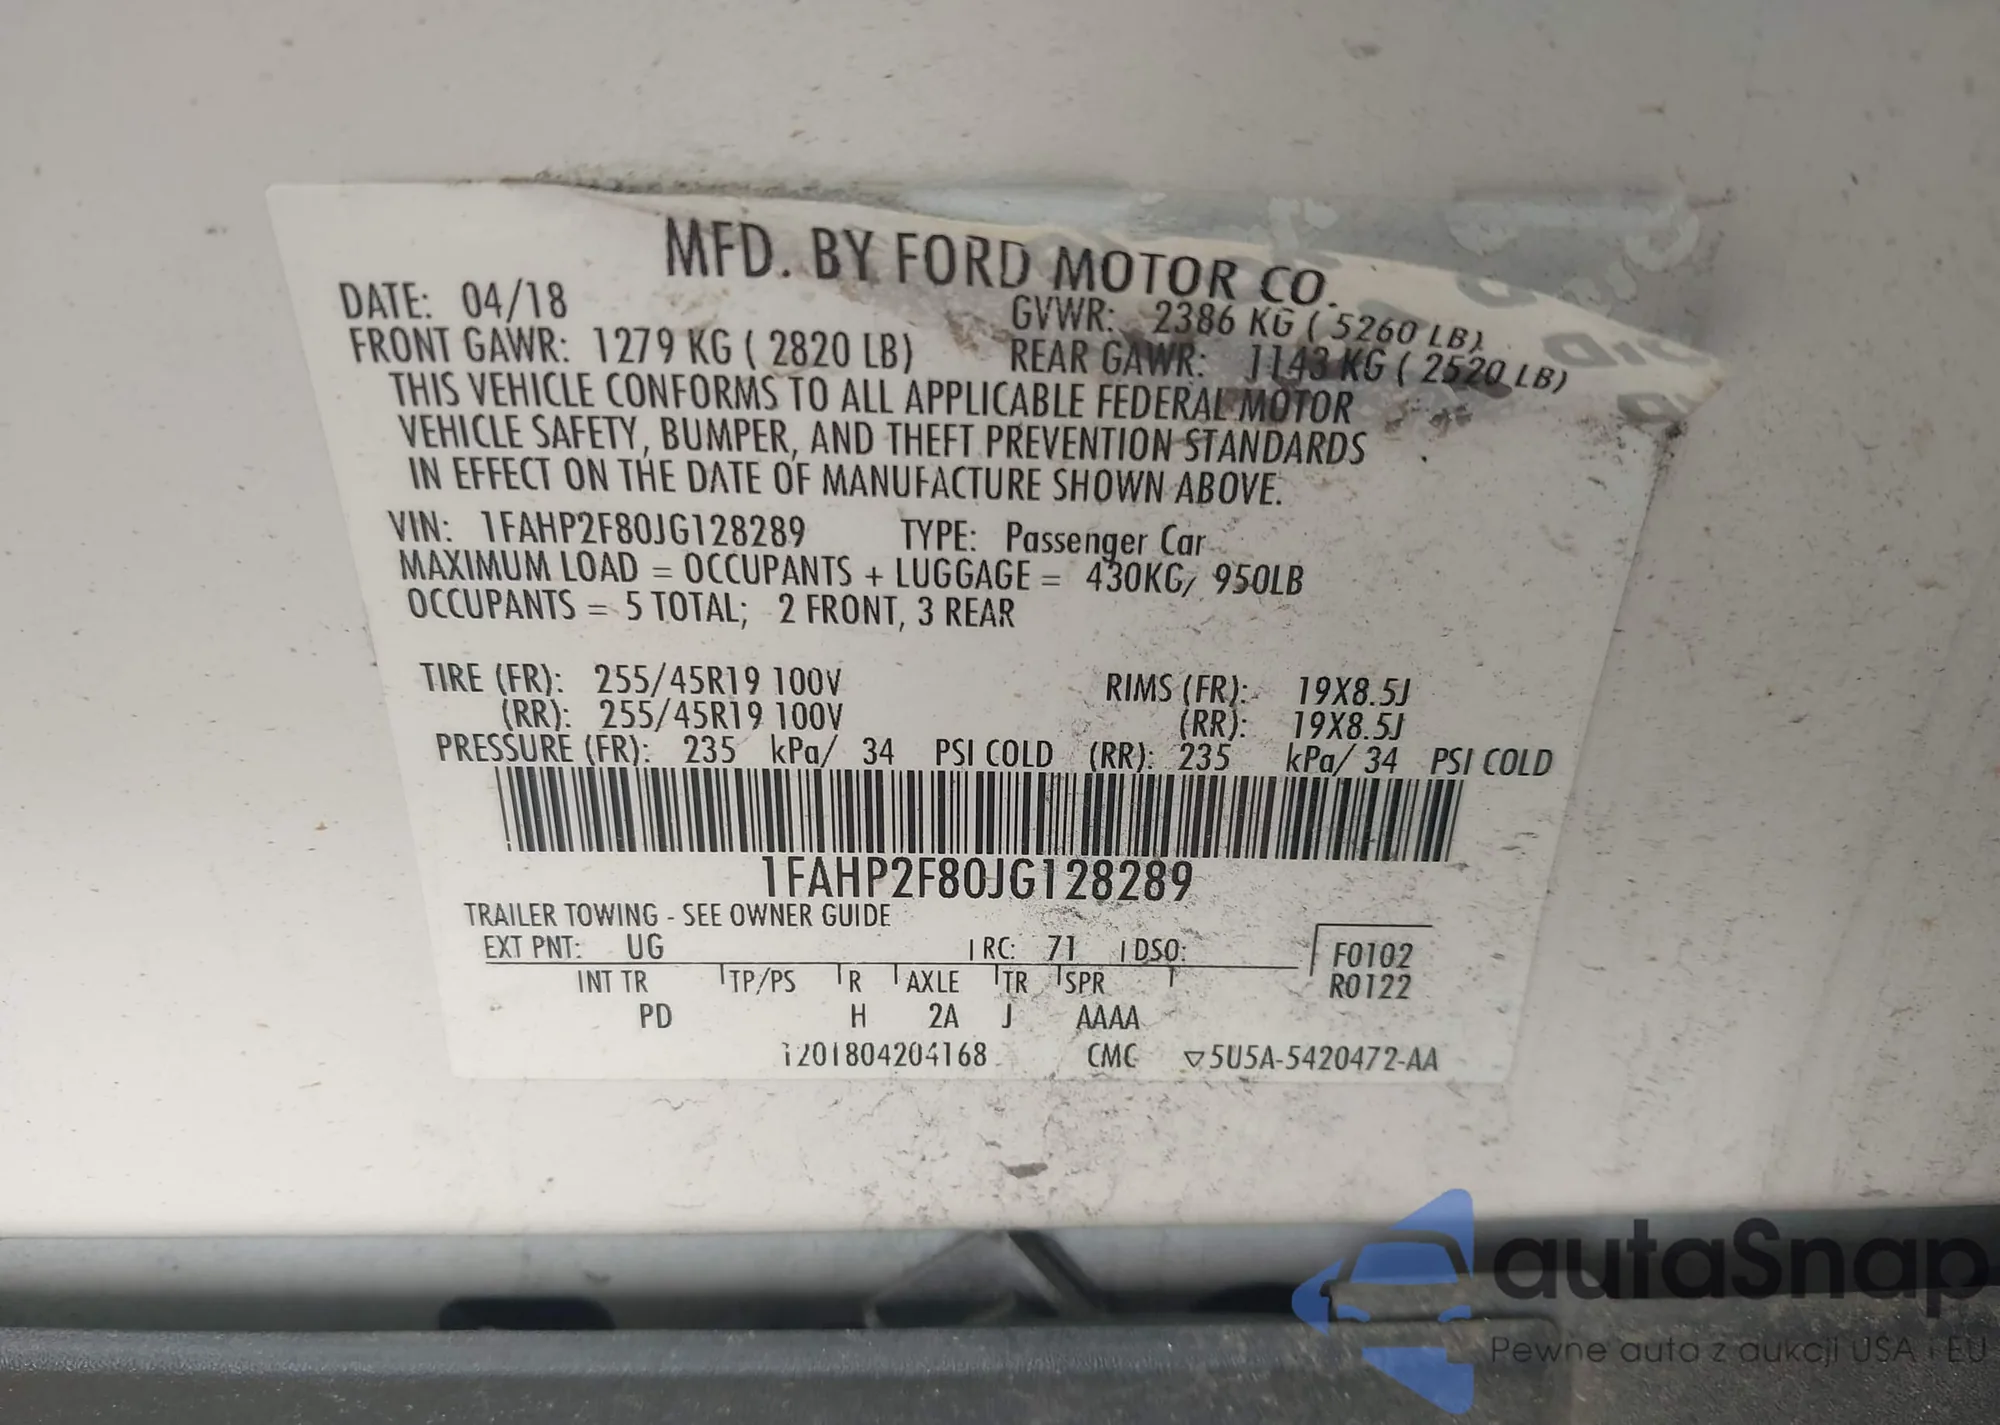 MFD. BY FORD MOTOR CO.
DATE: 04/18 GVWR: 2386 KG ( 5260 LB)
FRONT GAWR: 1279 KG ( 2820 LB) REAR GAWR: 1143 KG ( 2520 LB)
THIS VEHICLE CONFORMS TO ALL APPLICABLE FEDERAL MOTOR
VEHICLE SAFETY, BUMPER, AND THEFT PREVENTION STANDARDS
IN EFFECT ON THE DATE OF MANUFACTURE SHOWN ABOVE.
VIN: 1FAHP2F80JG128289 TYPE: Passenger Car
MAXIMUM LOAD = OCCUPANTS + LUGGAGE = 430KG/ 950LB
OCCUPANTS = 5 TOTAL; 2 FRONT, 3 REAR
TIRE (FR): 255/45R19 100V RIMS (FR): 19X8.5J
(RR): 255/45R19 100V (RR): 19X8.5J
PRESSURE (FR): 235 kPa/ 34 PSI COLD (RR): 235 kPa/ 34 PSI COLD
1FAHP2F80JG128289
TRAILER TOWING - SEE OWNER GUIDE
EXT PNT: UG RC: 71 DSO: F0102
INT TR TP/PS R AXLE TR SPR R0122
PD H 2A J AAAA
1201804204168 CMC ▽5U5A-5420472-AA
autaSnap
Pewne auta z aukcji USA i EU